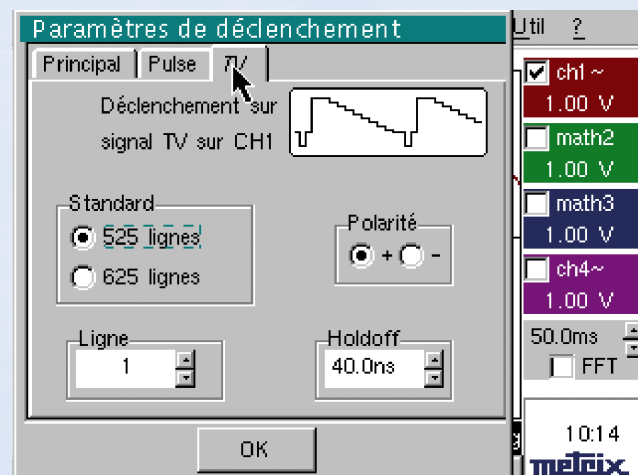 Paramètres de déclenchement
Principal Pulse TV
Déclenchement sur
signal TV sur CH1
Standard
525 lignes
625 lignes
Polarité
+ -
Ligne
1
Holdoff
40.0ns
OK
Util ?
ch1 ~
1.00 V
math2
1.00 V
math3
1.00 V
ch4~
1.00 V
50.0ms
FFT
10:14
metrix